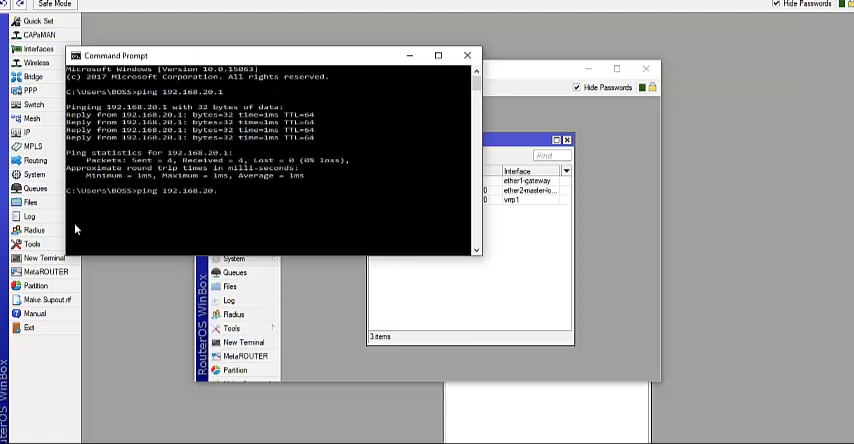 Safe Mode
Hide Passwords
Quick Set
CAPsMAN
Interfaces
Wireless
Bridge
PPP
Switch
Mesh
IP
MPLS
Routing
System
Queues
Files
Log
Radius
Tools
New Terminal
MetaROUTER
Partition
Make Supout.rif
Manual
Exit
Command Prompt
Microsoft Windows [Version 10.0.15063]
(c) 2017 Microsoft Corporation. All rights reserved.
C:\Users\BOSS>ping 192.168.20.1
Pinging 192.168.20.1 with 32 bytes of data:
Reply from 192.168.20.1: bytes=32 time=1ms TTL=64
Reply from 192.168.20.1: bytes=32 time=1ms TTL=64
Reply from 192.168.20.1: bytes=32 time=1ms TTL=64
Reply from 192.168.20.1: bytes=32 time=1ms TTL=64
Ping statistics for 192.168.20.1:
Packets: Sent = 4, Received = 4, Lost = 0 (0% loss),
Approximate round trip times in milli-seconds:
Minimum = 1ms, Maximum = 1ms, Average = 1ms
C:\Users\BOSS>ping 192.168.20.
Hide Passwords
Find
Interface
ether1-gateway
0 ether2-master-lo...
0 vmp1
3 items
System
Queues
Files
Log
Radius
Tools
New Terminal
MetaROUTER
Partition
RouterOS WinBox
uterOS WinBox